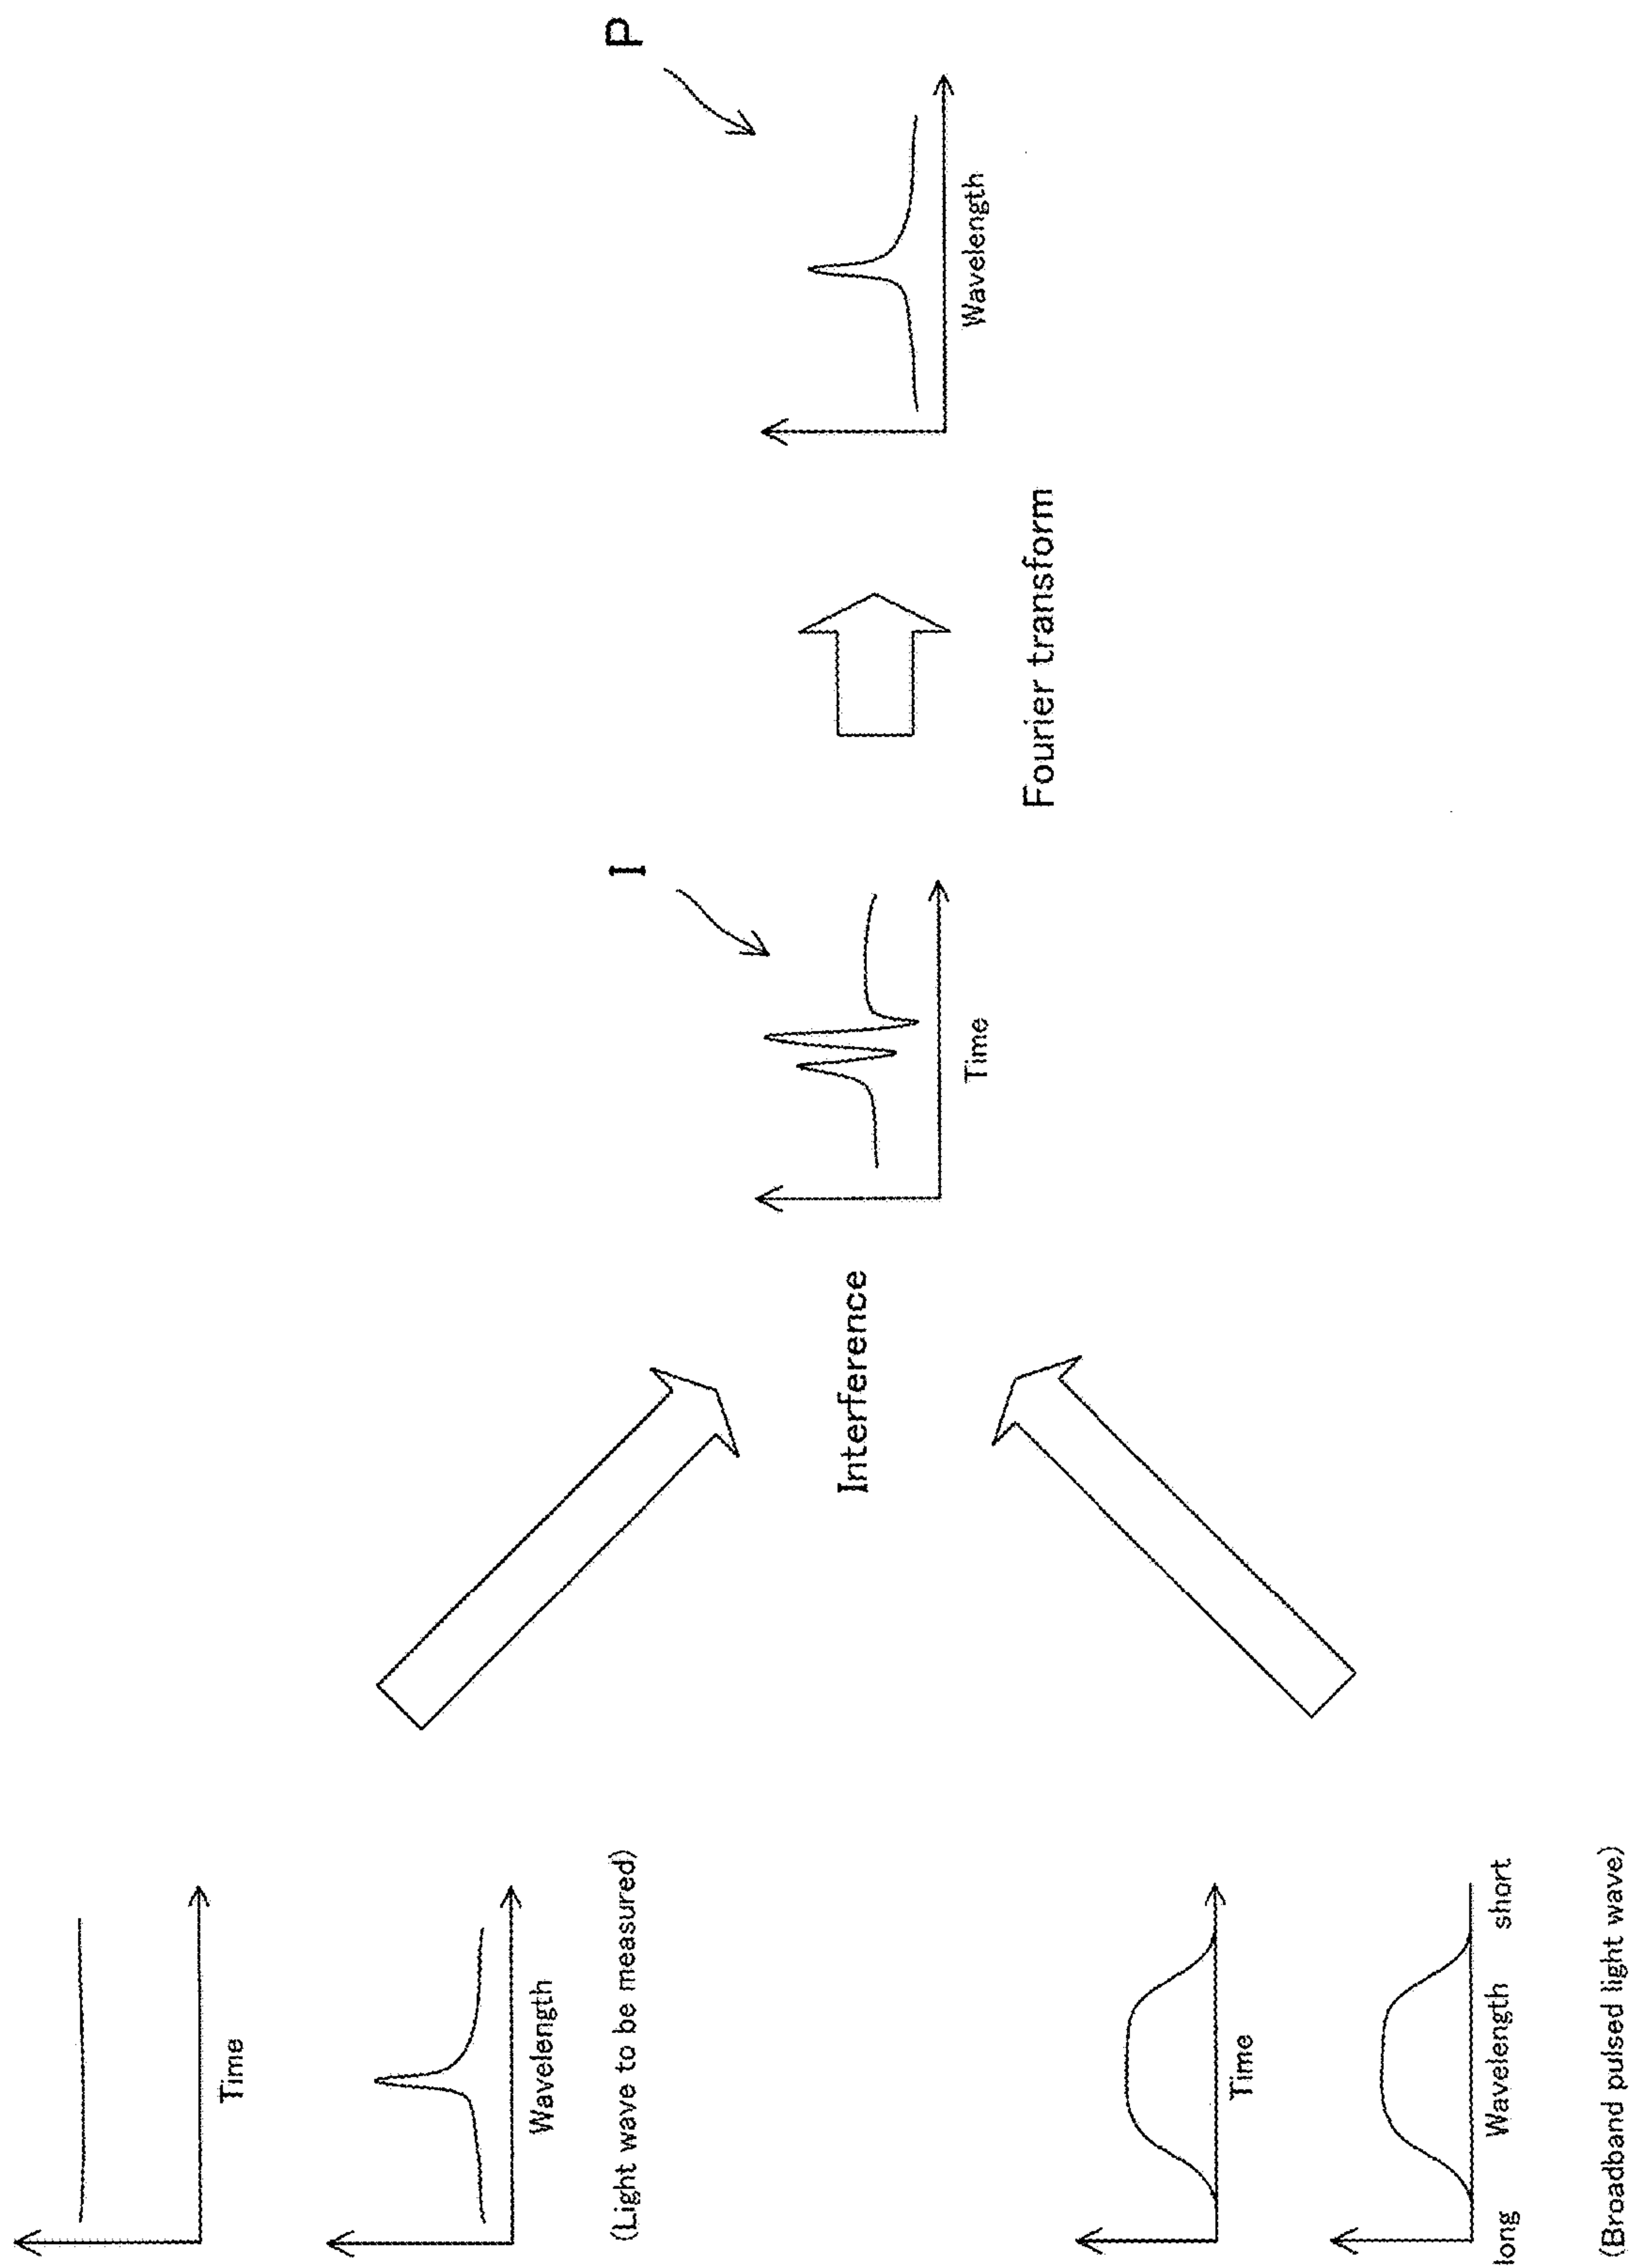 Time
Wavelength
(Light wave to be measured)
Time
long Wavelength short
(Broadband pulsed light wave)
Interference
I
Time
Fourier transform
P
Wavelength